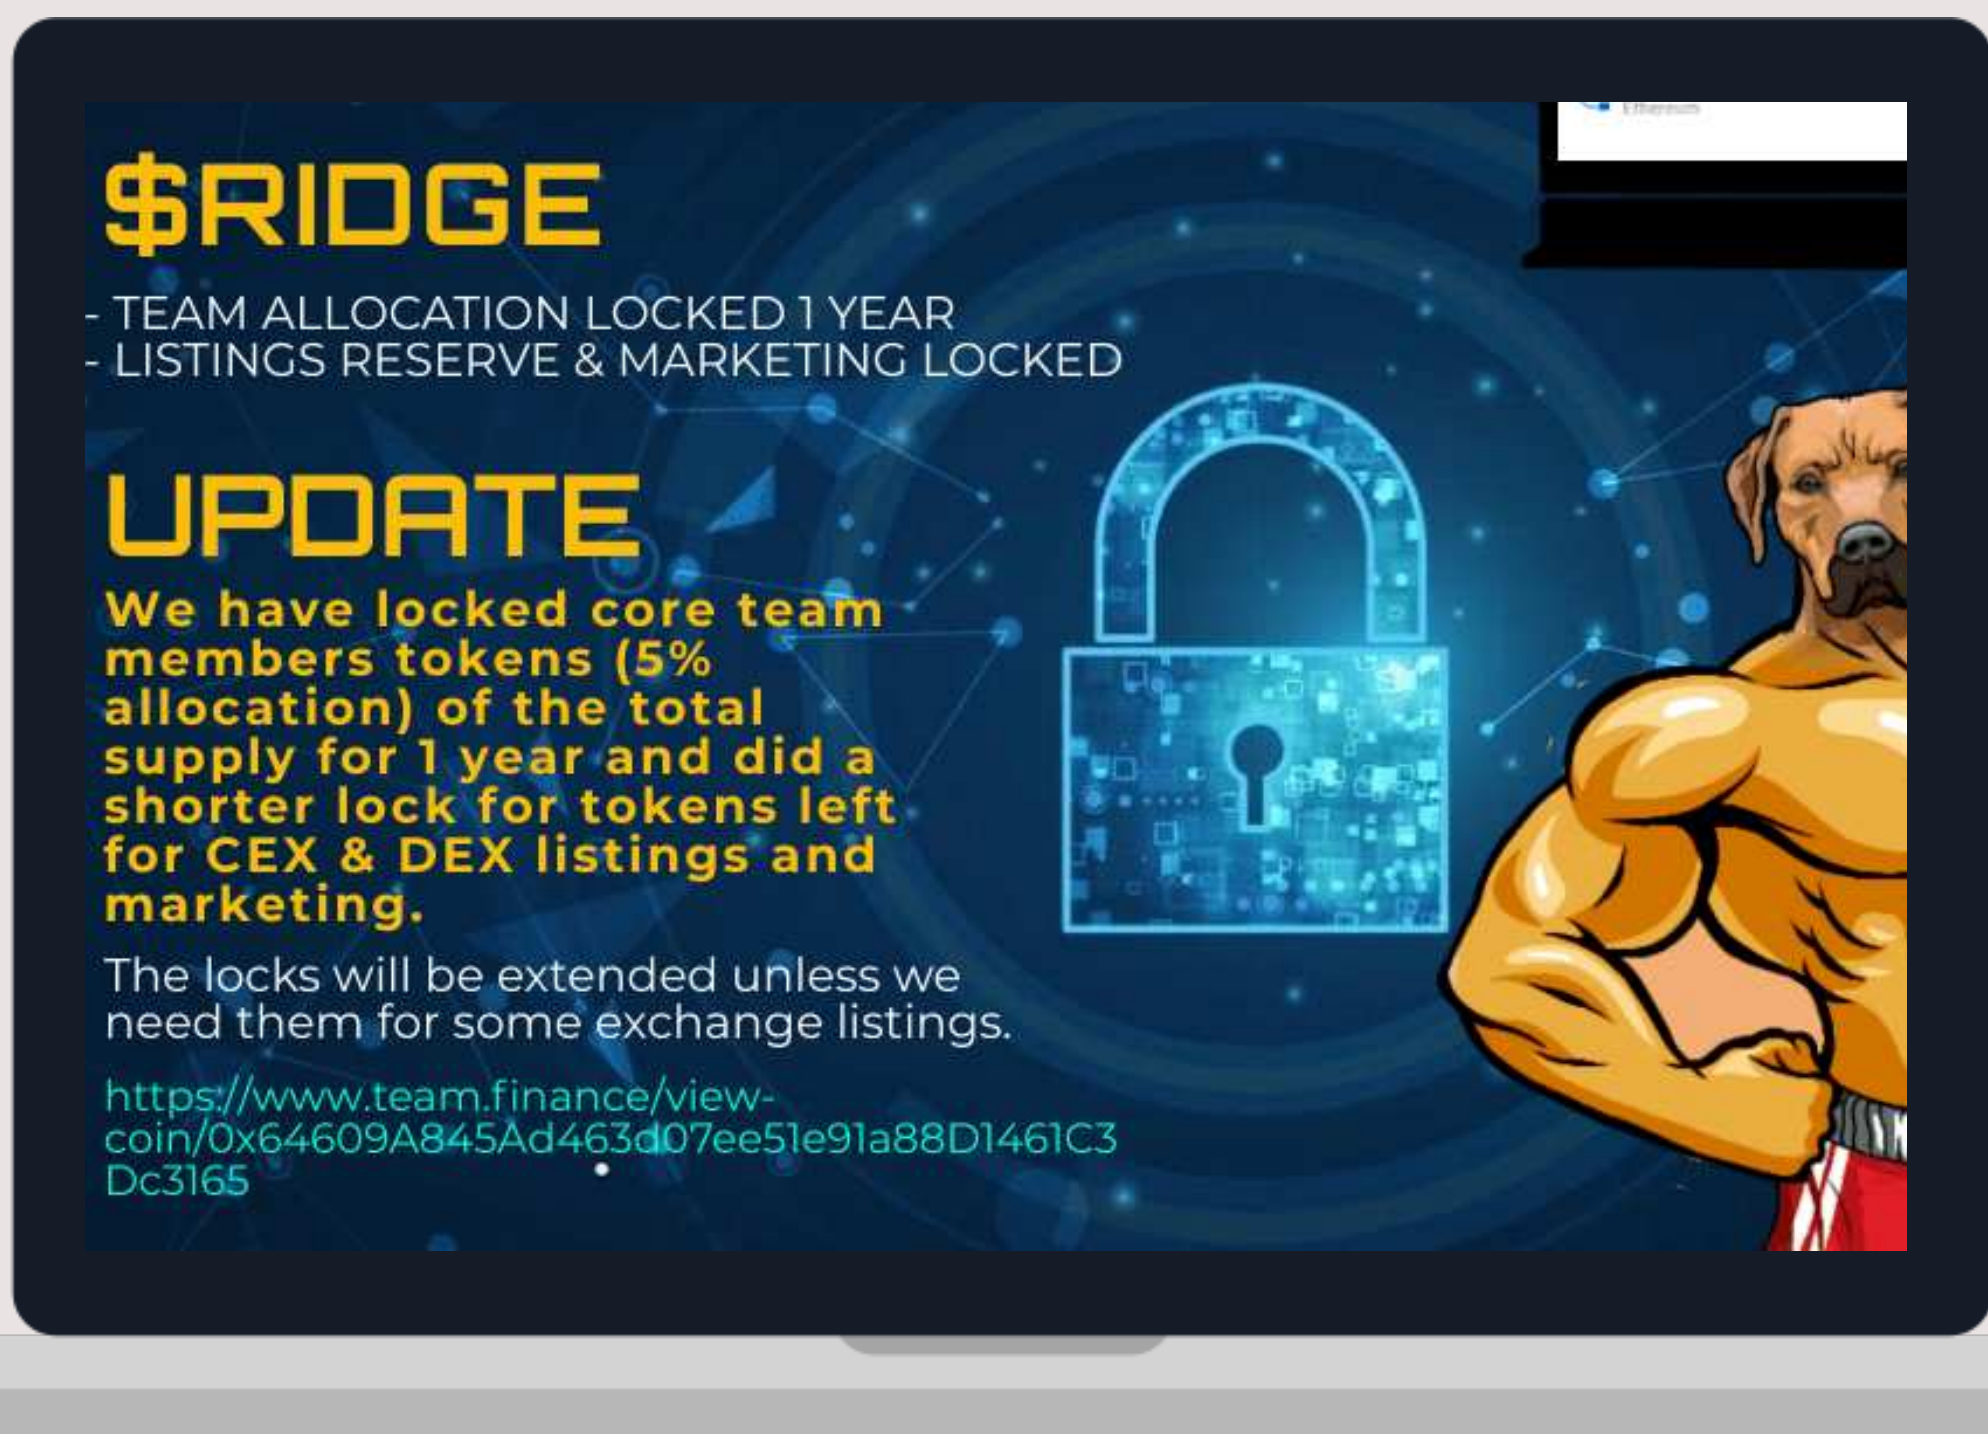 Ethereum
$RIDGE
- TEAM ALLOCATION LOCKED 1 YEAR
- LISTINGS RESERVE & MARKETING LOCKED
UPDATE
We have locked core team
members tokens (5%
allocation) of the total
supply for 1 year and did a
shorter lock for tokens left
for CEX & DEX listings and
marketing.
The locks will be extended unless we
need them for some exchange listings.
https://www.team.finance/view-
coin/0x64609A845Ad463d07ee51e91a88D1461C3
Dc3165